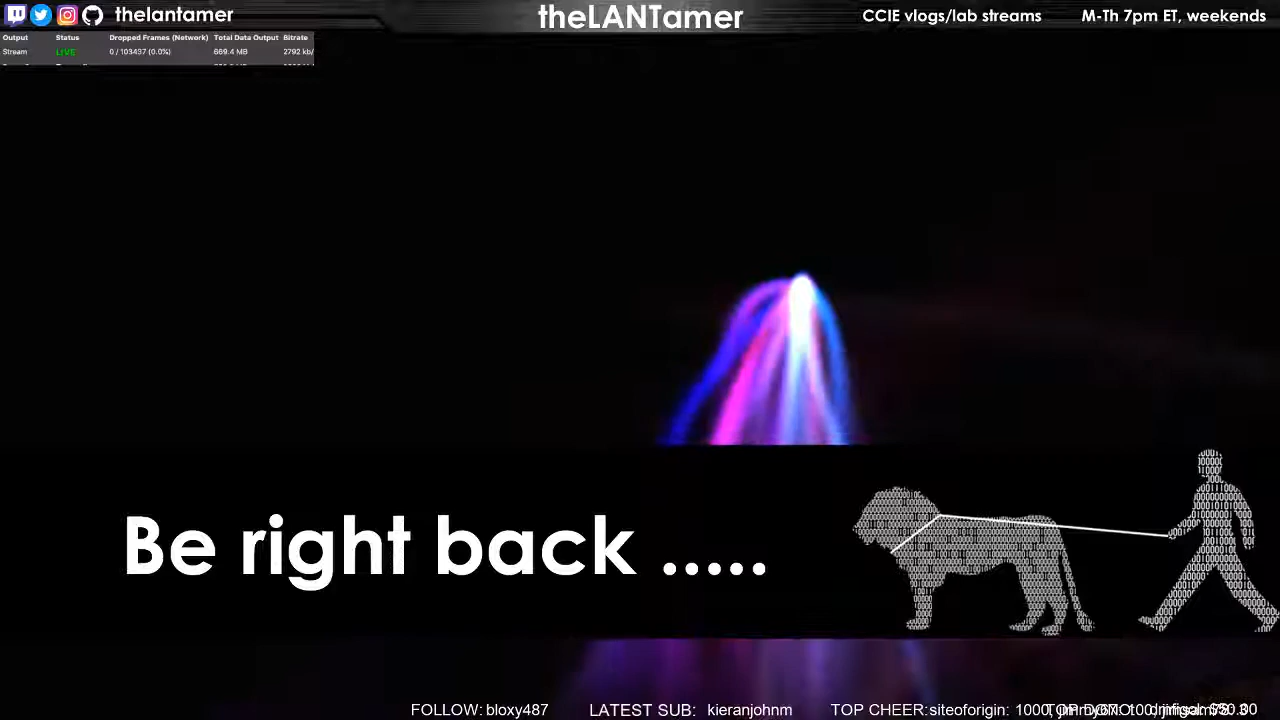 thelantamer
theLANTamer
CCIE vlogs/lab streams M-Th 7pm ET, weekends
Output Status Dropped Frames (Network) Total Data Output Bitrate
Stream LIVE 0 / 103437 (0.0%) 669.4 MB 2792 kb/
Be right back .....
FOLLOW: bloxy487 LATEST SUB: kieranjohnm TOP CHEER:siteoforigin: 1000